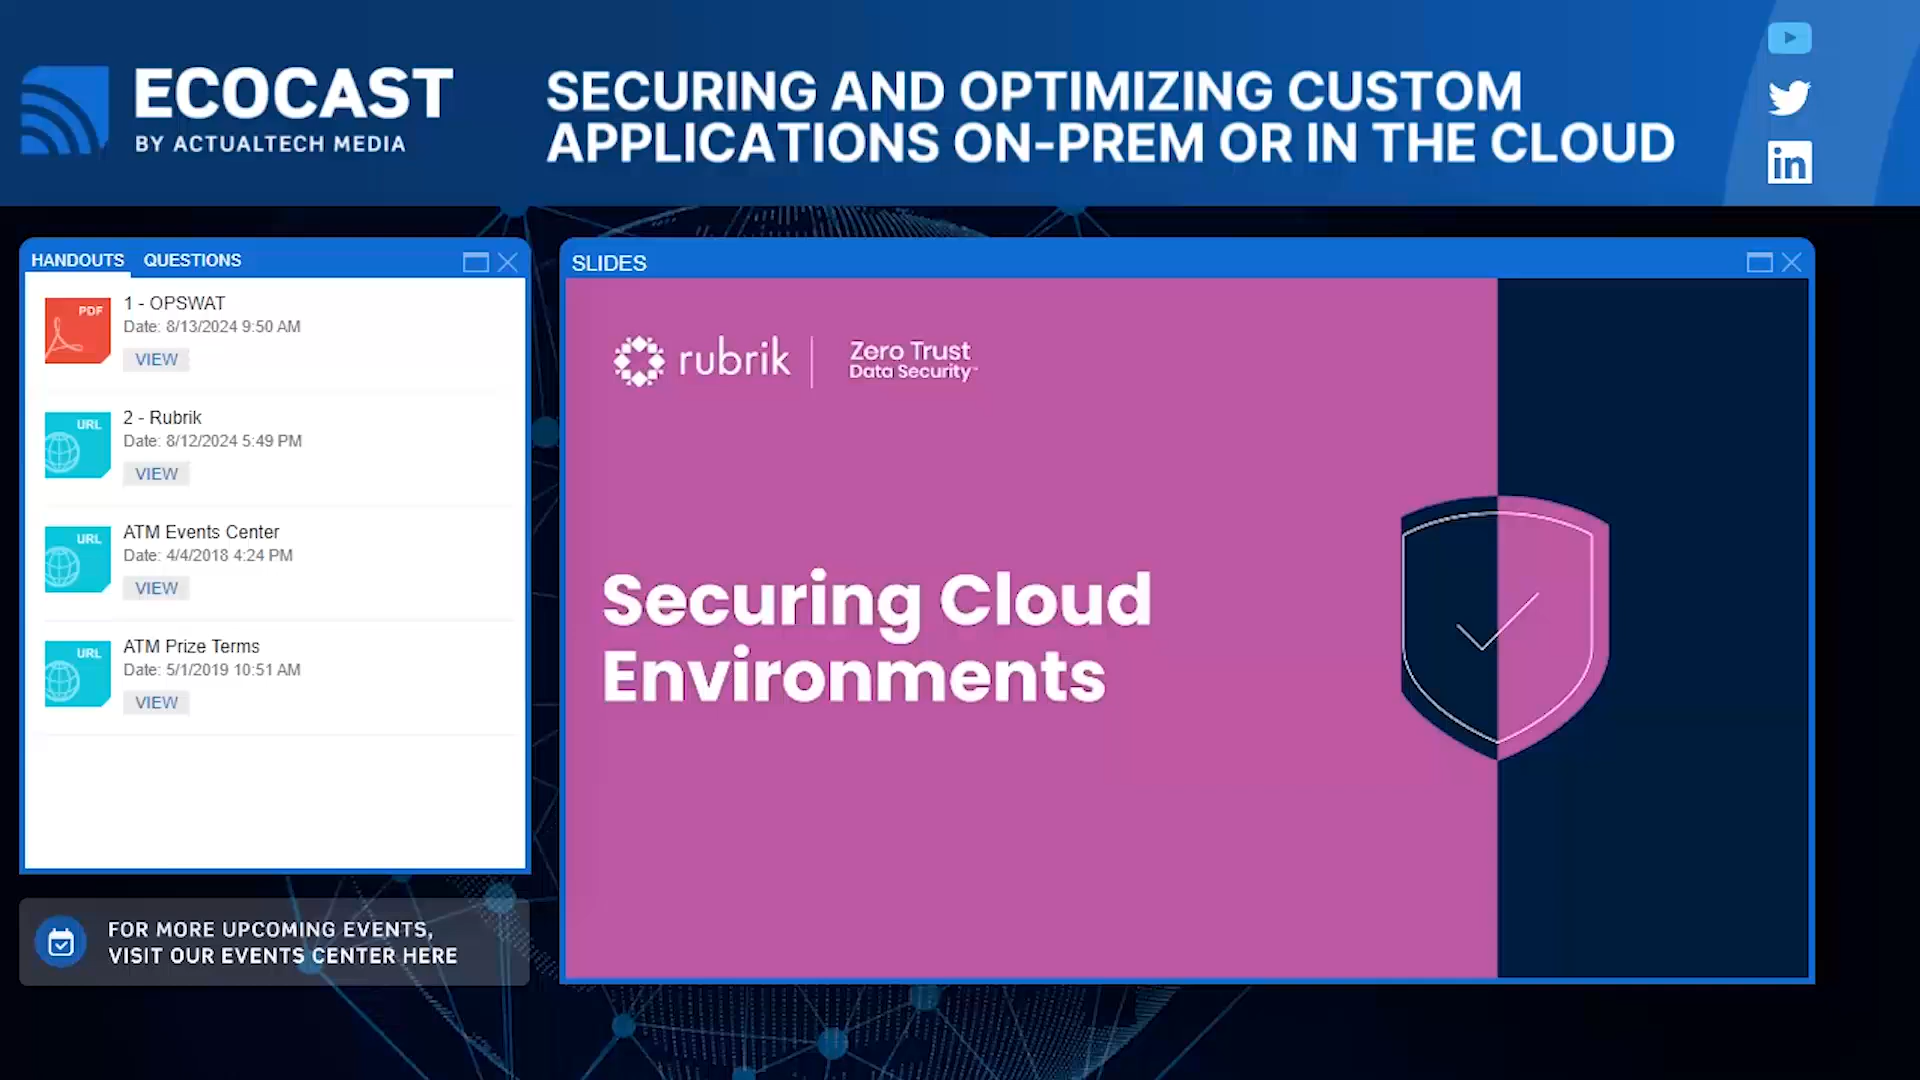 ECOCAST
BY ACTUALTECH MEDIA
SECURING AND OPTIMIZING CUSTOM
APPLICATIONS ON-PREM OR IN THE CLOUD
in
HANDOUTS QUESTIONS
PDF
1 - OPSWAT
Date: 8/13/2024 9:50 AM
VIEW
URL
2 - Rubrik
Date: 8/12/2024 5:49 PM
VIEW
URL
ATM Events Center
Date: 4/4/2018 4:24 PM
VIEW
URL
ATM Prize Terms
Date: 5/1/2019 10:51 AM
VIEW
FOR MORE UPCOMING EVENTS,
VISIT OUR EVENTS CENTER HERE
SLIDES
rubrik
Zero Trust
Data Security™
Securing Cloud
Environments